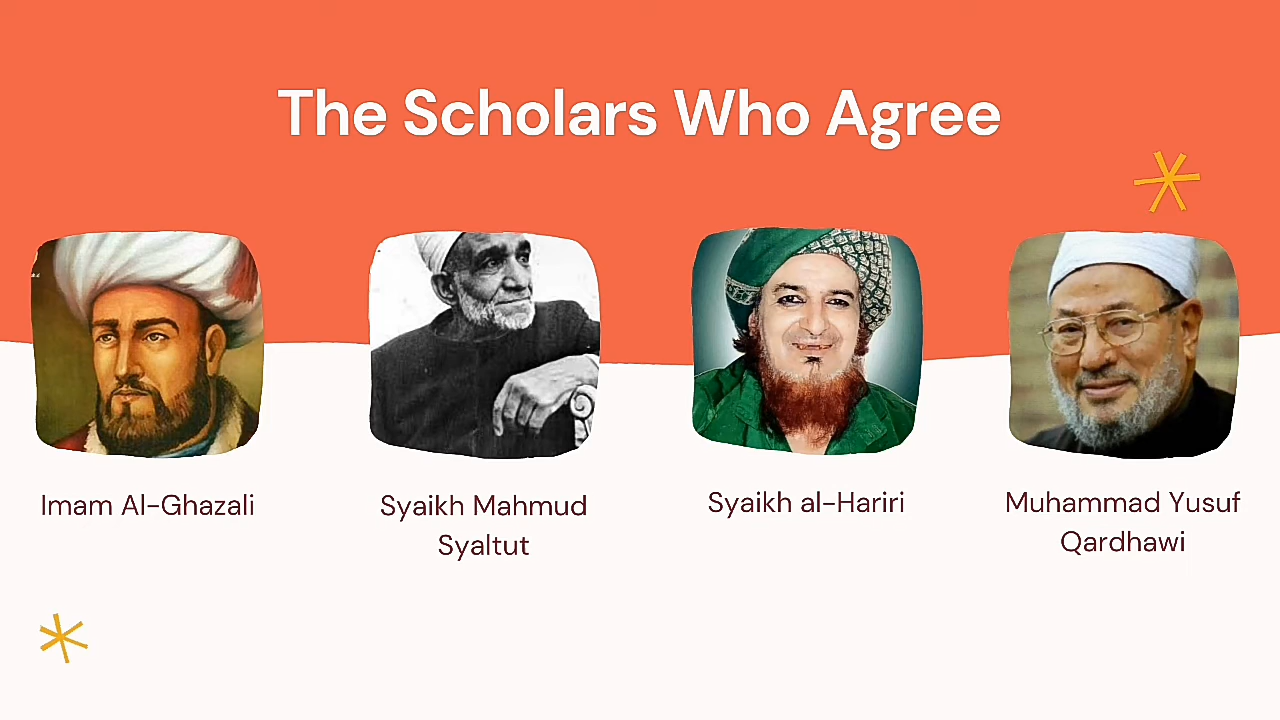 The Scholars Who Agree
Imam Al-Ghazali
Syaikh Mahmud
Syaltut
Syaikh al-Hariri
Muhammad Yusuf
Qardhawi